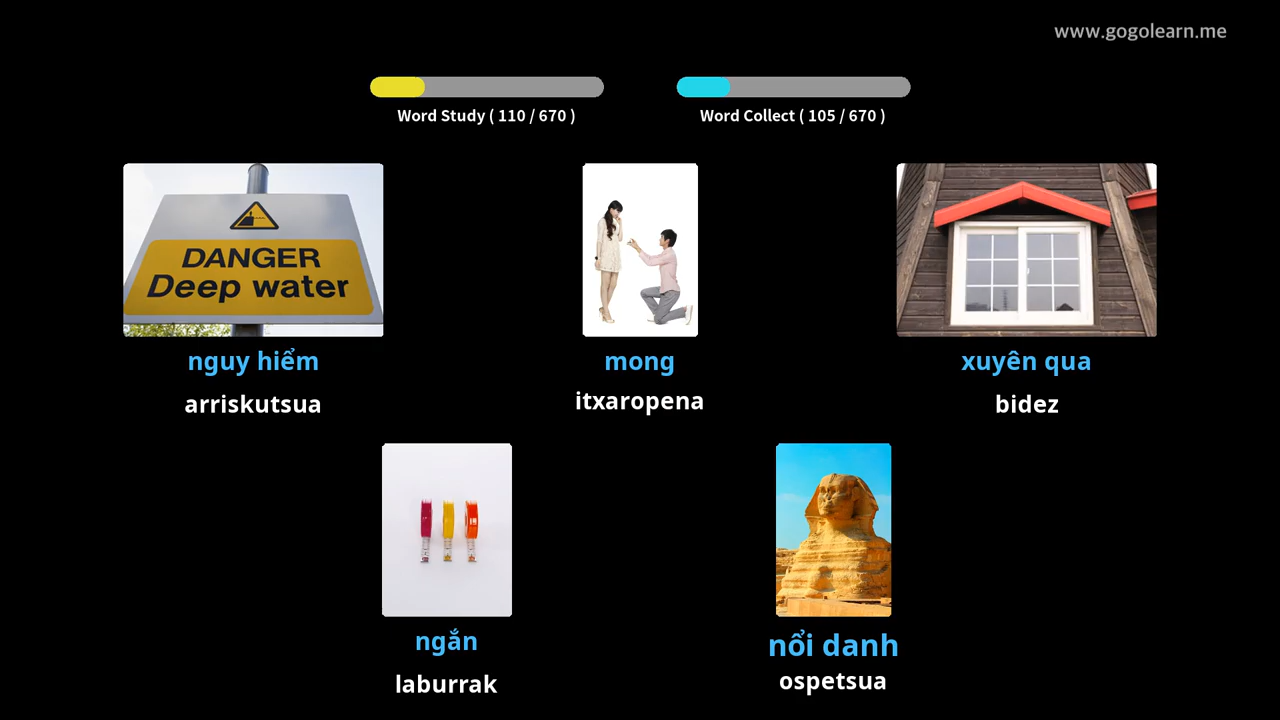 www.gogolearn.me
Word Study ( 110 / 670 )
Word Collect ( 105 / 670 )
DANGER
Deep water
nguy hiểm
mong
xuyên qua
arriskutsua
itxaropena
bidez
ngắn
nổi danh
laburrak
ospetsua